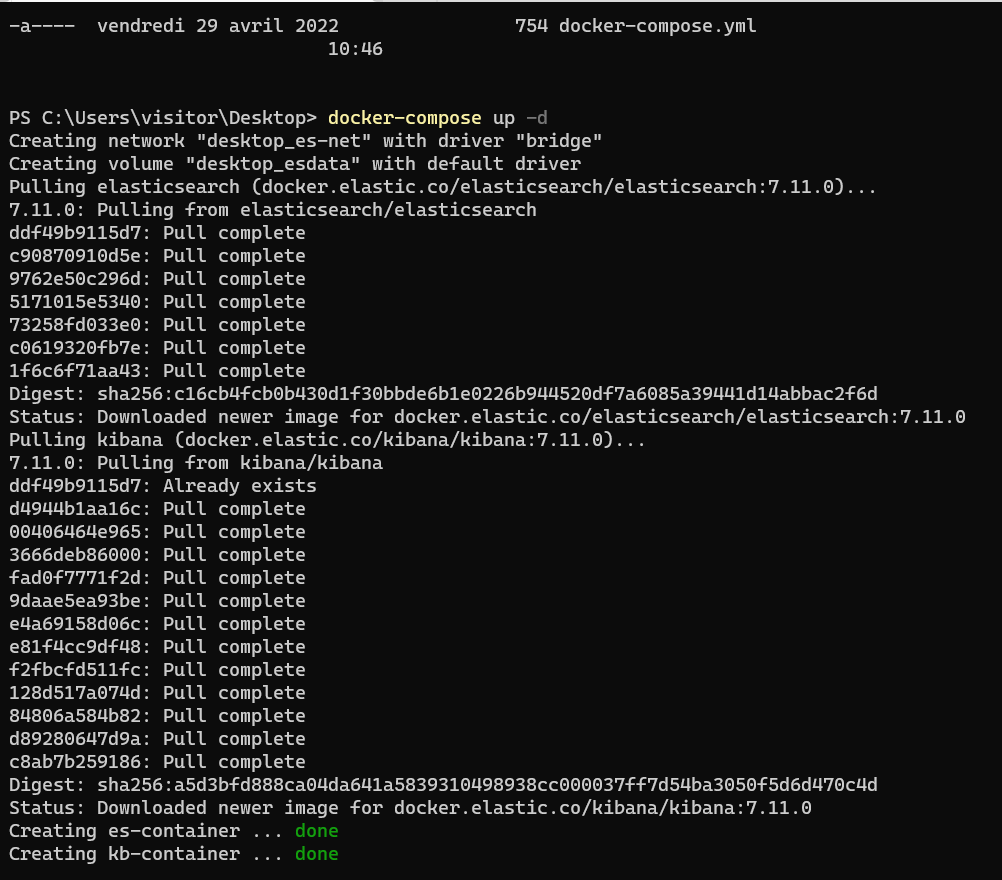 -a---- vendredi 29 avril 2022 754 docker-compose.yml
10:46
PS C:\Users\visitor\Desktop> docker-compose up -d
Creating network "desktop_es-net" with driver "bridge"
Creating volume "desktop_esdata" with default driver
Pulling elasticsearch (docker.elastic.co/elasticsearch/elasticsearch:7.11.0)...
7.11.0: Pulling from elasticsearch/elasticsearch
ddf49b9115d7: Pull complete
c90870910d5e: Pull complete
9762e50c296d: Pull complete
5171015e5340: Pull complete
73258fd033e0: Pull complete
c0619320fb7e: Pull complete
1f6c6f71aa43: Pull complete
Digest: sha256:c16cb4fcb0b430d1f30bbde6b1e0226b944520df7a6085a39441d14abbac2f6d
Status: Downloaded newer image for docker.elastic.co/elasticsearch/elasticsearch:7.11.0
Pulling kibana (docker.elastic.co/kibana/kibana:7.11.0)...
7.11.0: Pulling from kibana/kibana
ddf49b9115d7: Already exists
d4944b1aa16c: Pull complete
00406464e965: Pull complete
3666deb86000: Pull complete
fad0f7771f2d: Pull complete
9daae5ea93be: Pull complete
e4a69158d06c: Pull complete
e81f4cc9df48: Pull complete
f2fbcfd511fc: Pull complete
128d517a074d: Pull complete
84806a584b82: Pull complete
d89280647d9a: Pull complete
c8ab7b259186: Pull complete
Digest: sha256:a5d3bfd888ca04da641a5839310498938cc000037ff7d54ba3050f5d6d470c4d
Status: Downloaded newer image for docker.elastic.co/kibana/kibana:7.11.0
Creating es-container ... done
Creating kb-container ... done